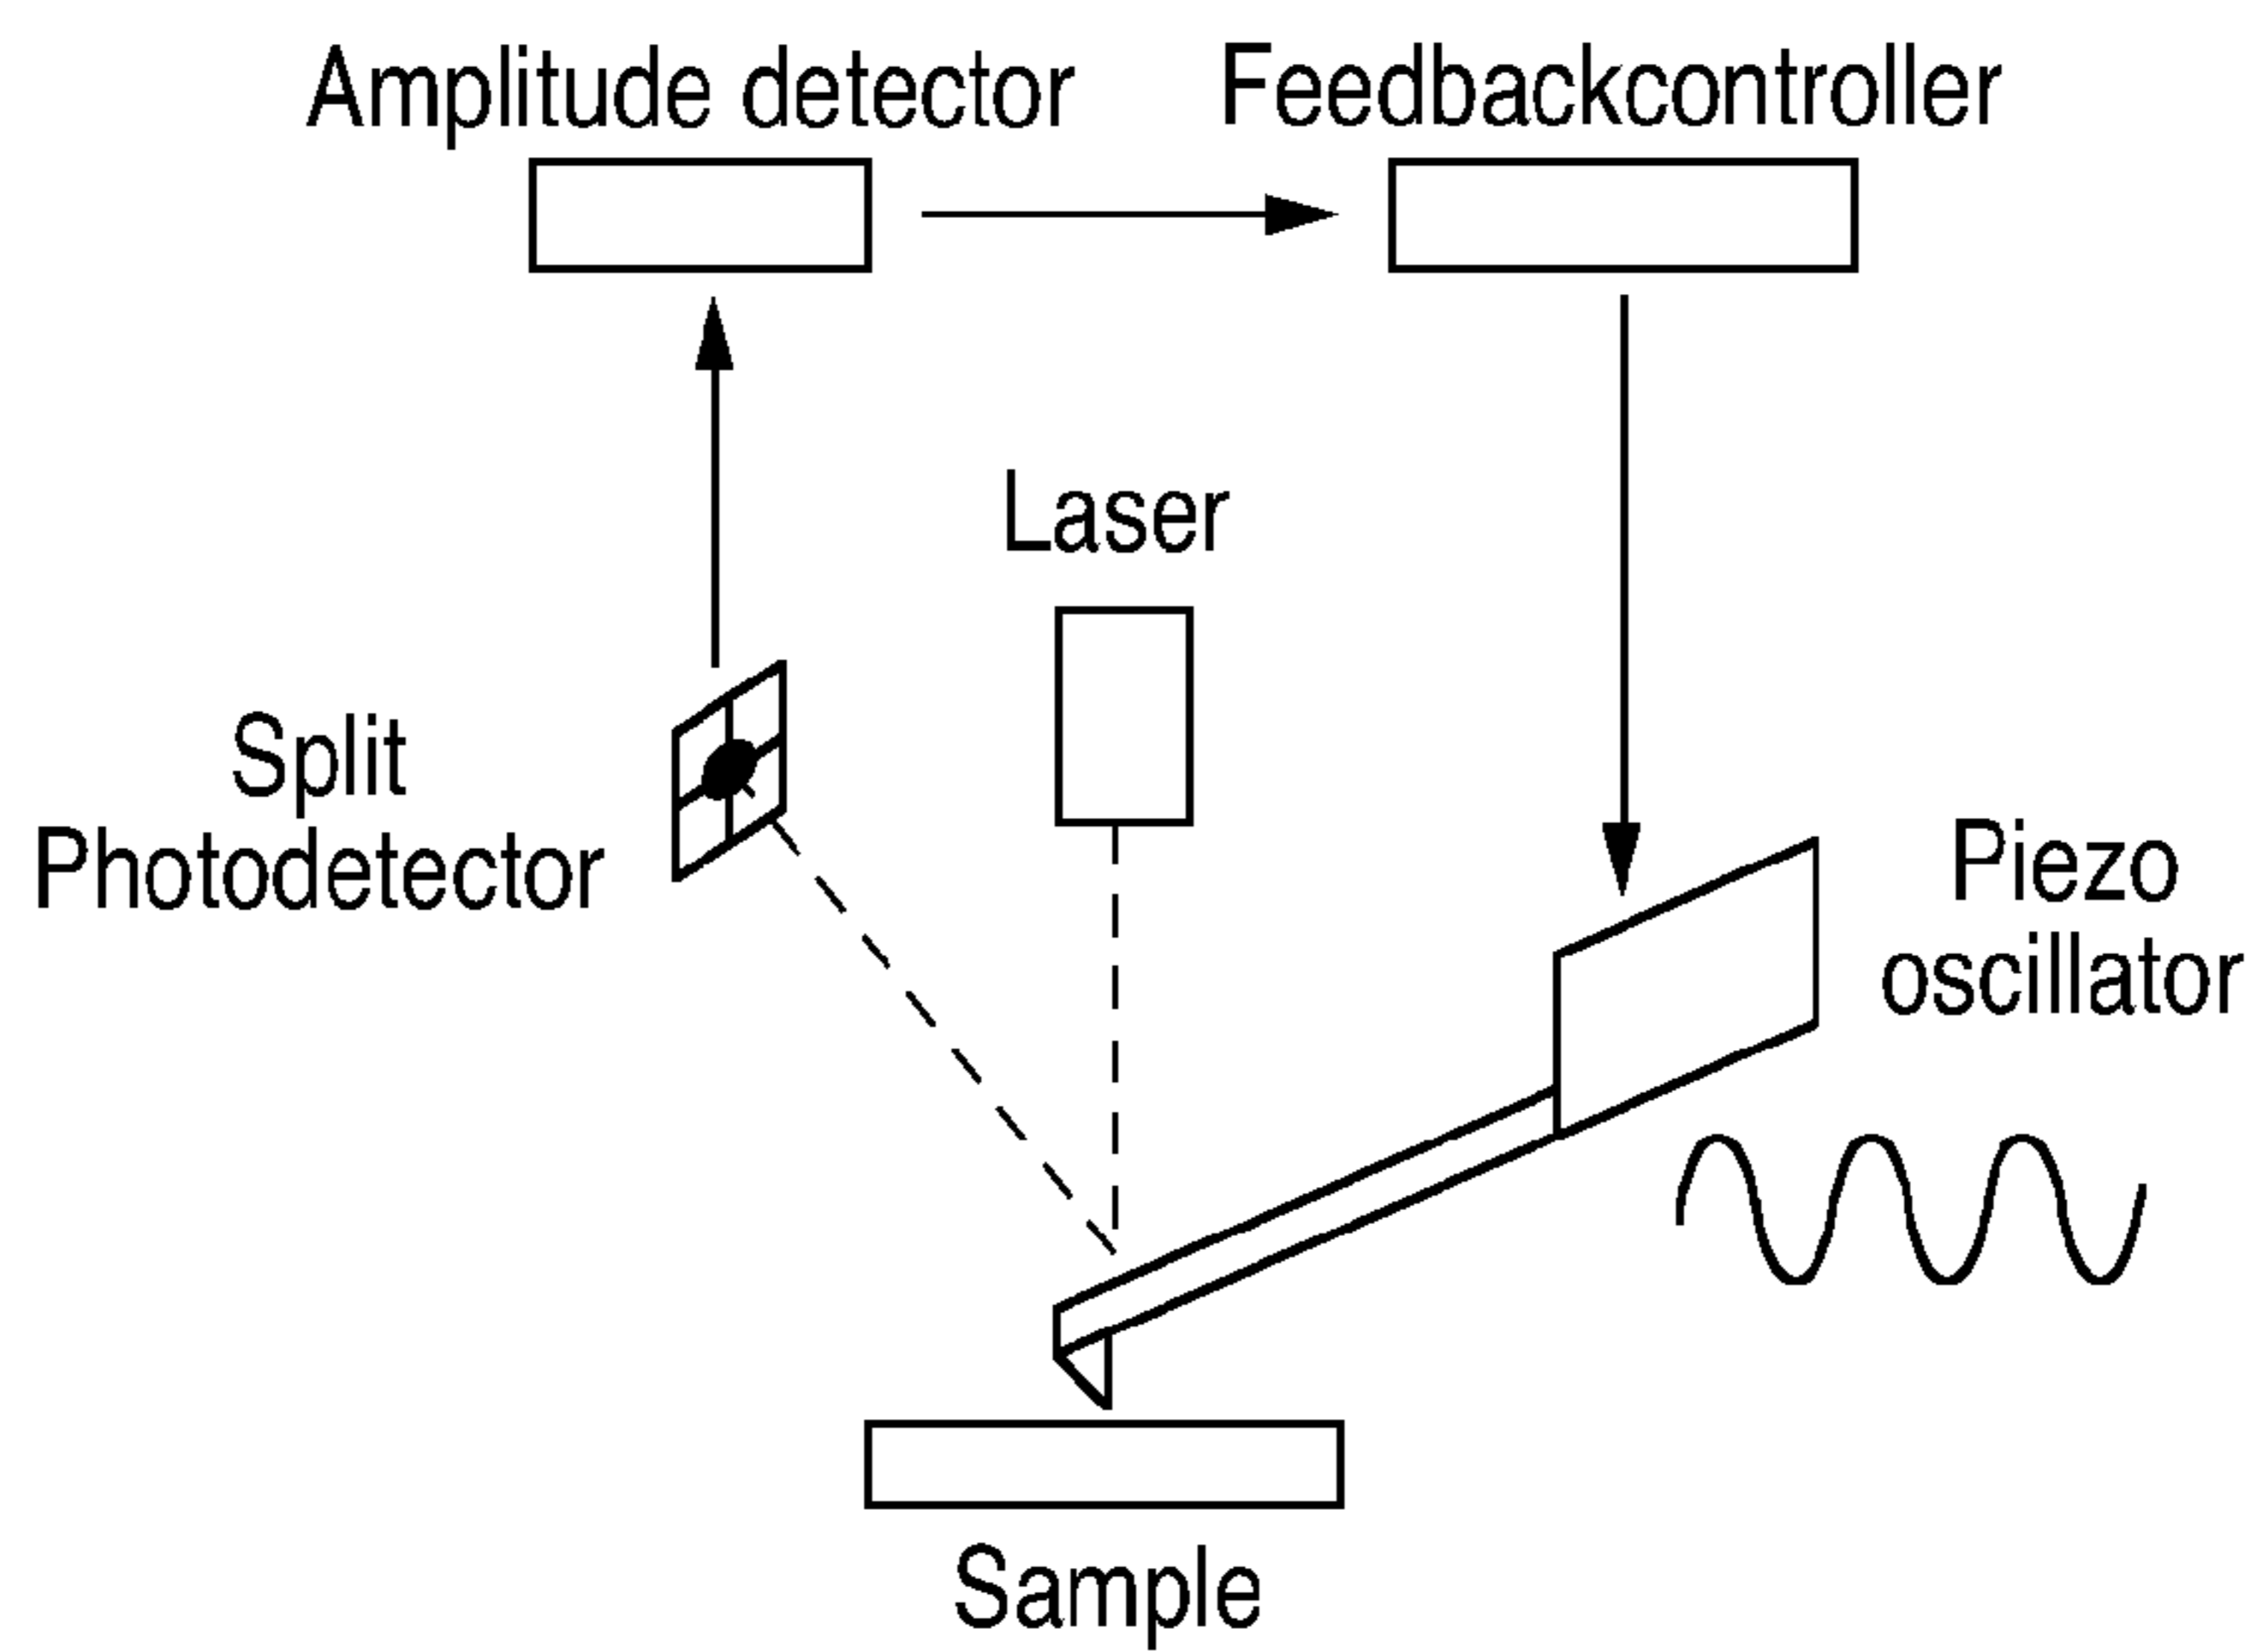 Amplitude detector
Feedbackcontroller
Laser
Split
Photodetector
Piezo
oscillator
Sample